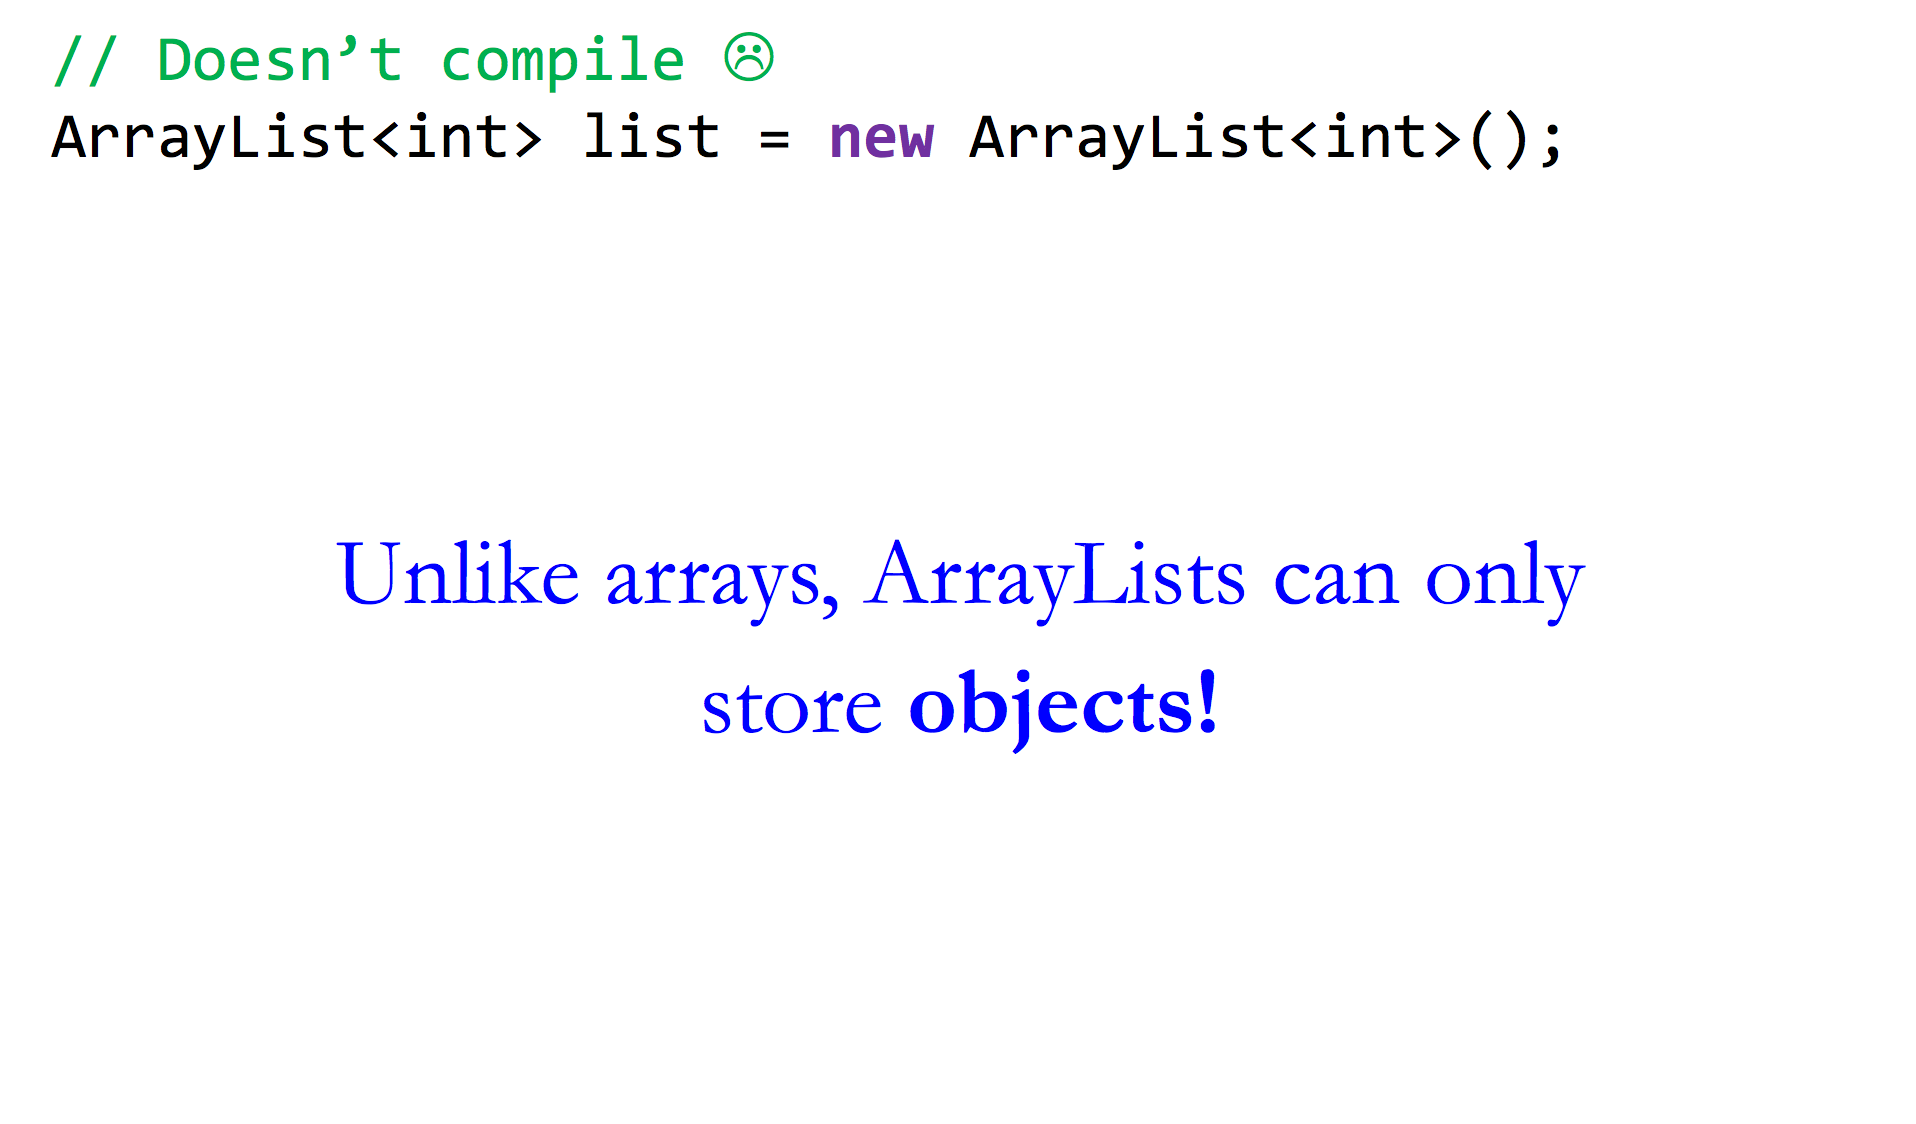 // Doesn’t compile ☹
ArrayList<int> list = new ArrayList<int>();
Unlike arrays, ArrayLists can only
store objects!